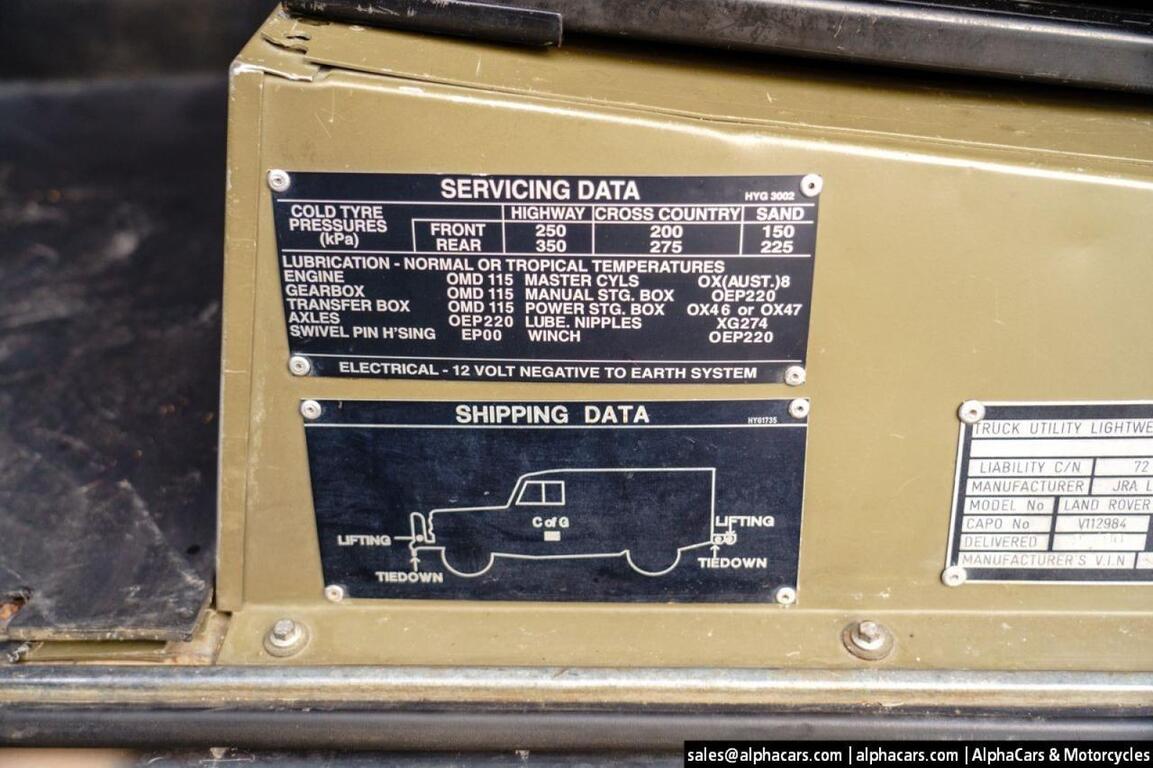 SERVICING DATA HYG 3002
COLD TYRE PRESSURES (kPa) HIGHWAY CROSS COUNTRY SAND
FRONT 250 200 150
REAR 350 275 225
LUBRICATION - NORMAL OR TROPICAL TEMPERATURES
ENGINE OMD 115 MASTER CYLS OX(AUST.)8
GEARBOX OMD 115 MANUAL STG. BOX OEP220
TRANSFER BOX OMD 115 POWER STG. BOX OX46 or OX47
AXLES OEP220 LUBE. NIPPLES XG274
SWIVEL PIN H'SING EP00 WINCH OEP220
ELECTRICAL - 12 VOLT NEGATIVE TO EARTH SYSTEM
SHIPPING DATA HYG1735
C of G
LIFTING
LIFTING
TIEDOWN
TIEDOWN
TRUCK UTILITY LIGHTWE
LIABILITY C/N 72
MANUFACTURER JRA L
MODEL No LAND ROVER
CAPO No V112984
DELIVERED
MANUFACTURER'S V.I.N
sales@alphacars.com | alphacars.com | AlphaCars & Motorcycles